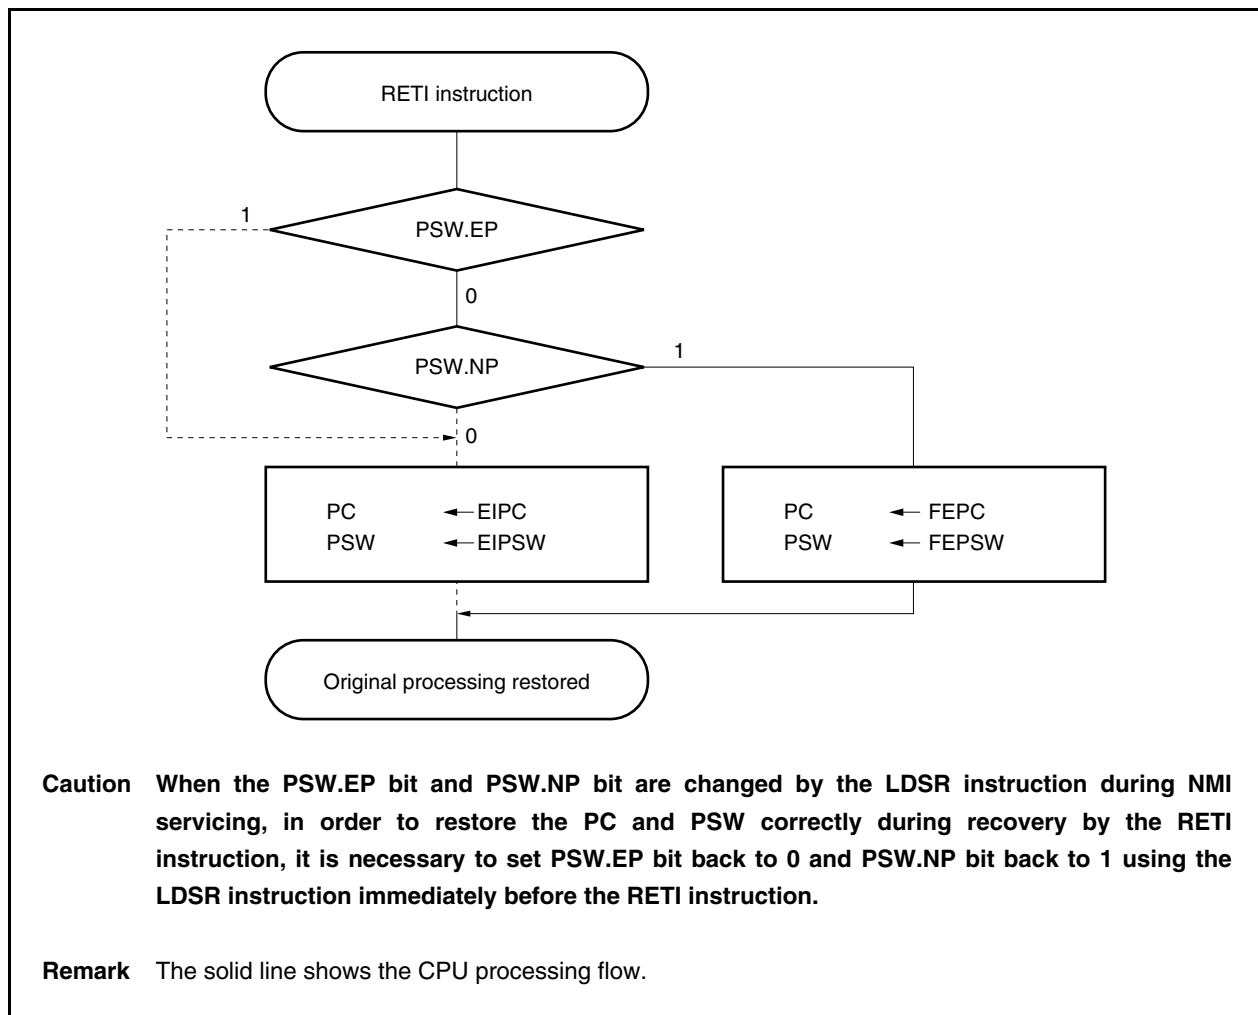 RETI instruction
1
PSW.EP
0
PSW.NP
1
0
PC ← EIPC
PSW ← EIPSW
PC ← FEPC
PSW ← FEPSW
Original processing restored
Caution When the PSW.EP bit and PSW.NP bit are changed by the LDSR instruction during NMI
servicing, in order to restore the PC and PSW correctly during recovery by the RETI
instruction, it is necessary to set PSW.EP bit back to 0 and PSW.NP bit back to 1 using the
LDSR instruction immediately before the RETI instruction.
Remark The solid line shows the CPU processing flow.